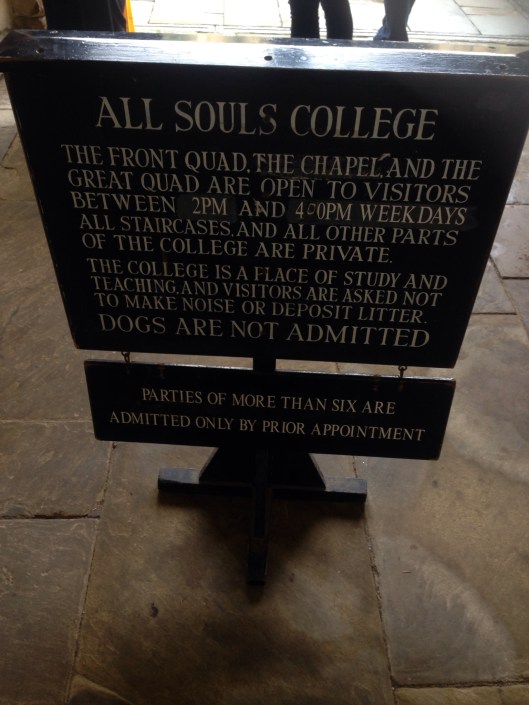 ALL SOULS COLLEGE
THE FRONT QUAD, THE CHAPEL, AND THE
GREAT QUAD ARE OPEN TO VISITORS
BETWEEN 2PM AND 4:00PM WEEKDAYS
ALL STAIRCASES, AND ALL OTHER PARTS
OF THE COLLEGE ARE PRIVATE.
THE COLLEGE IS A PLACE OF STUDY AND
TEACHING, AND VISITORS ARE ASKED NOT
TO MAKE NOISE OR DEPOSIT LITTER.
DOGS ARE NOT ADMITTED
PARTIES OF MORE THAN SIX ARE
ADMITTED ONLY BY PRIOR APPOINTMENT